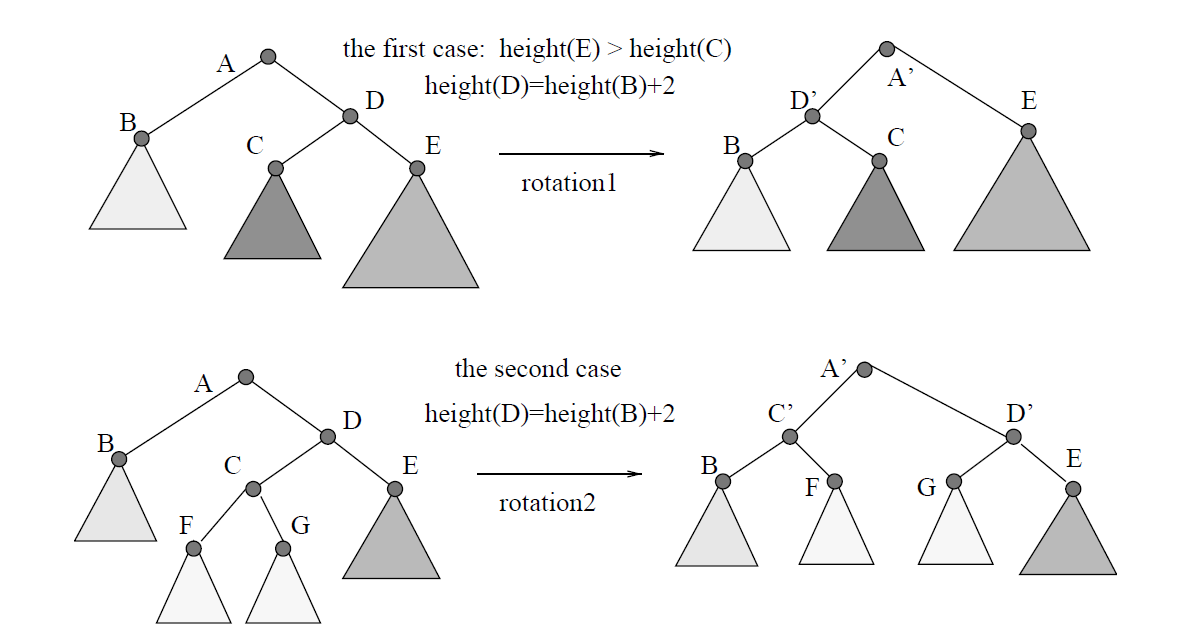 the first case: height(E) > height(C)
height(D)=height(B)+2
A
D
B
C
E
rotation1
A’
D’
E
B
C
the second case
height(D)=height(B)+2
A
D
B
C
E
F
G
rotation2
A’
C’
D’
B
F
G
E